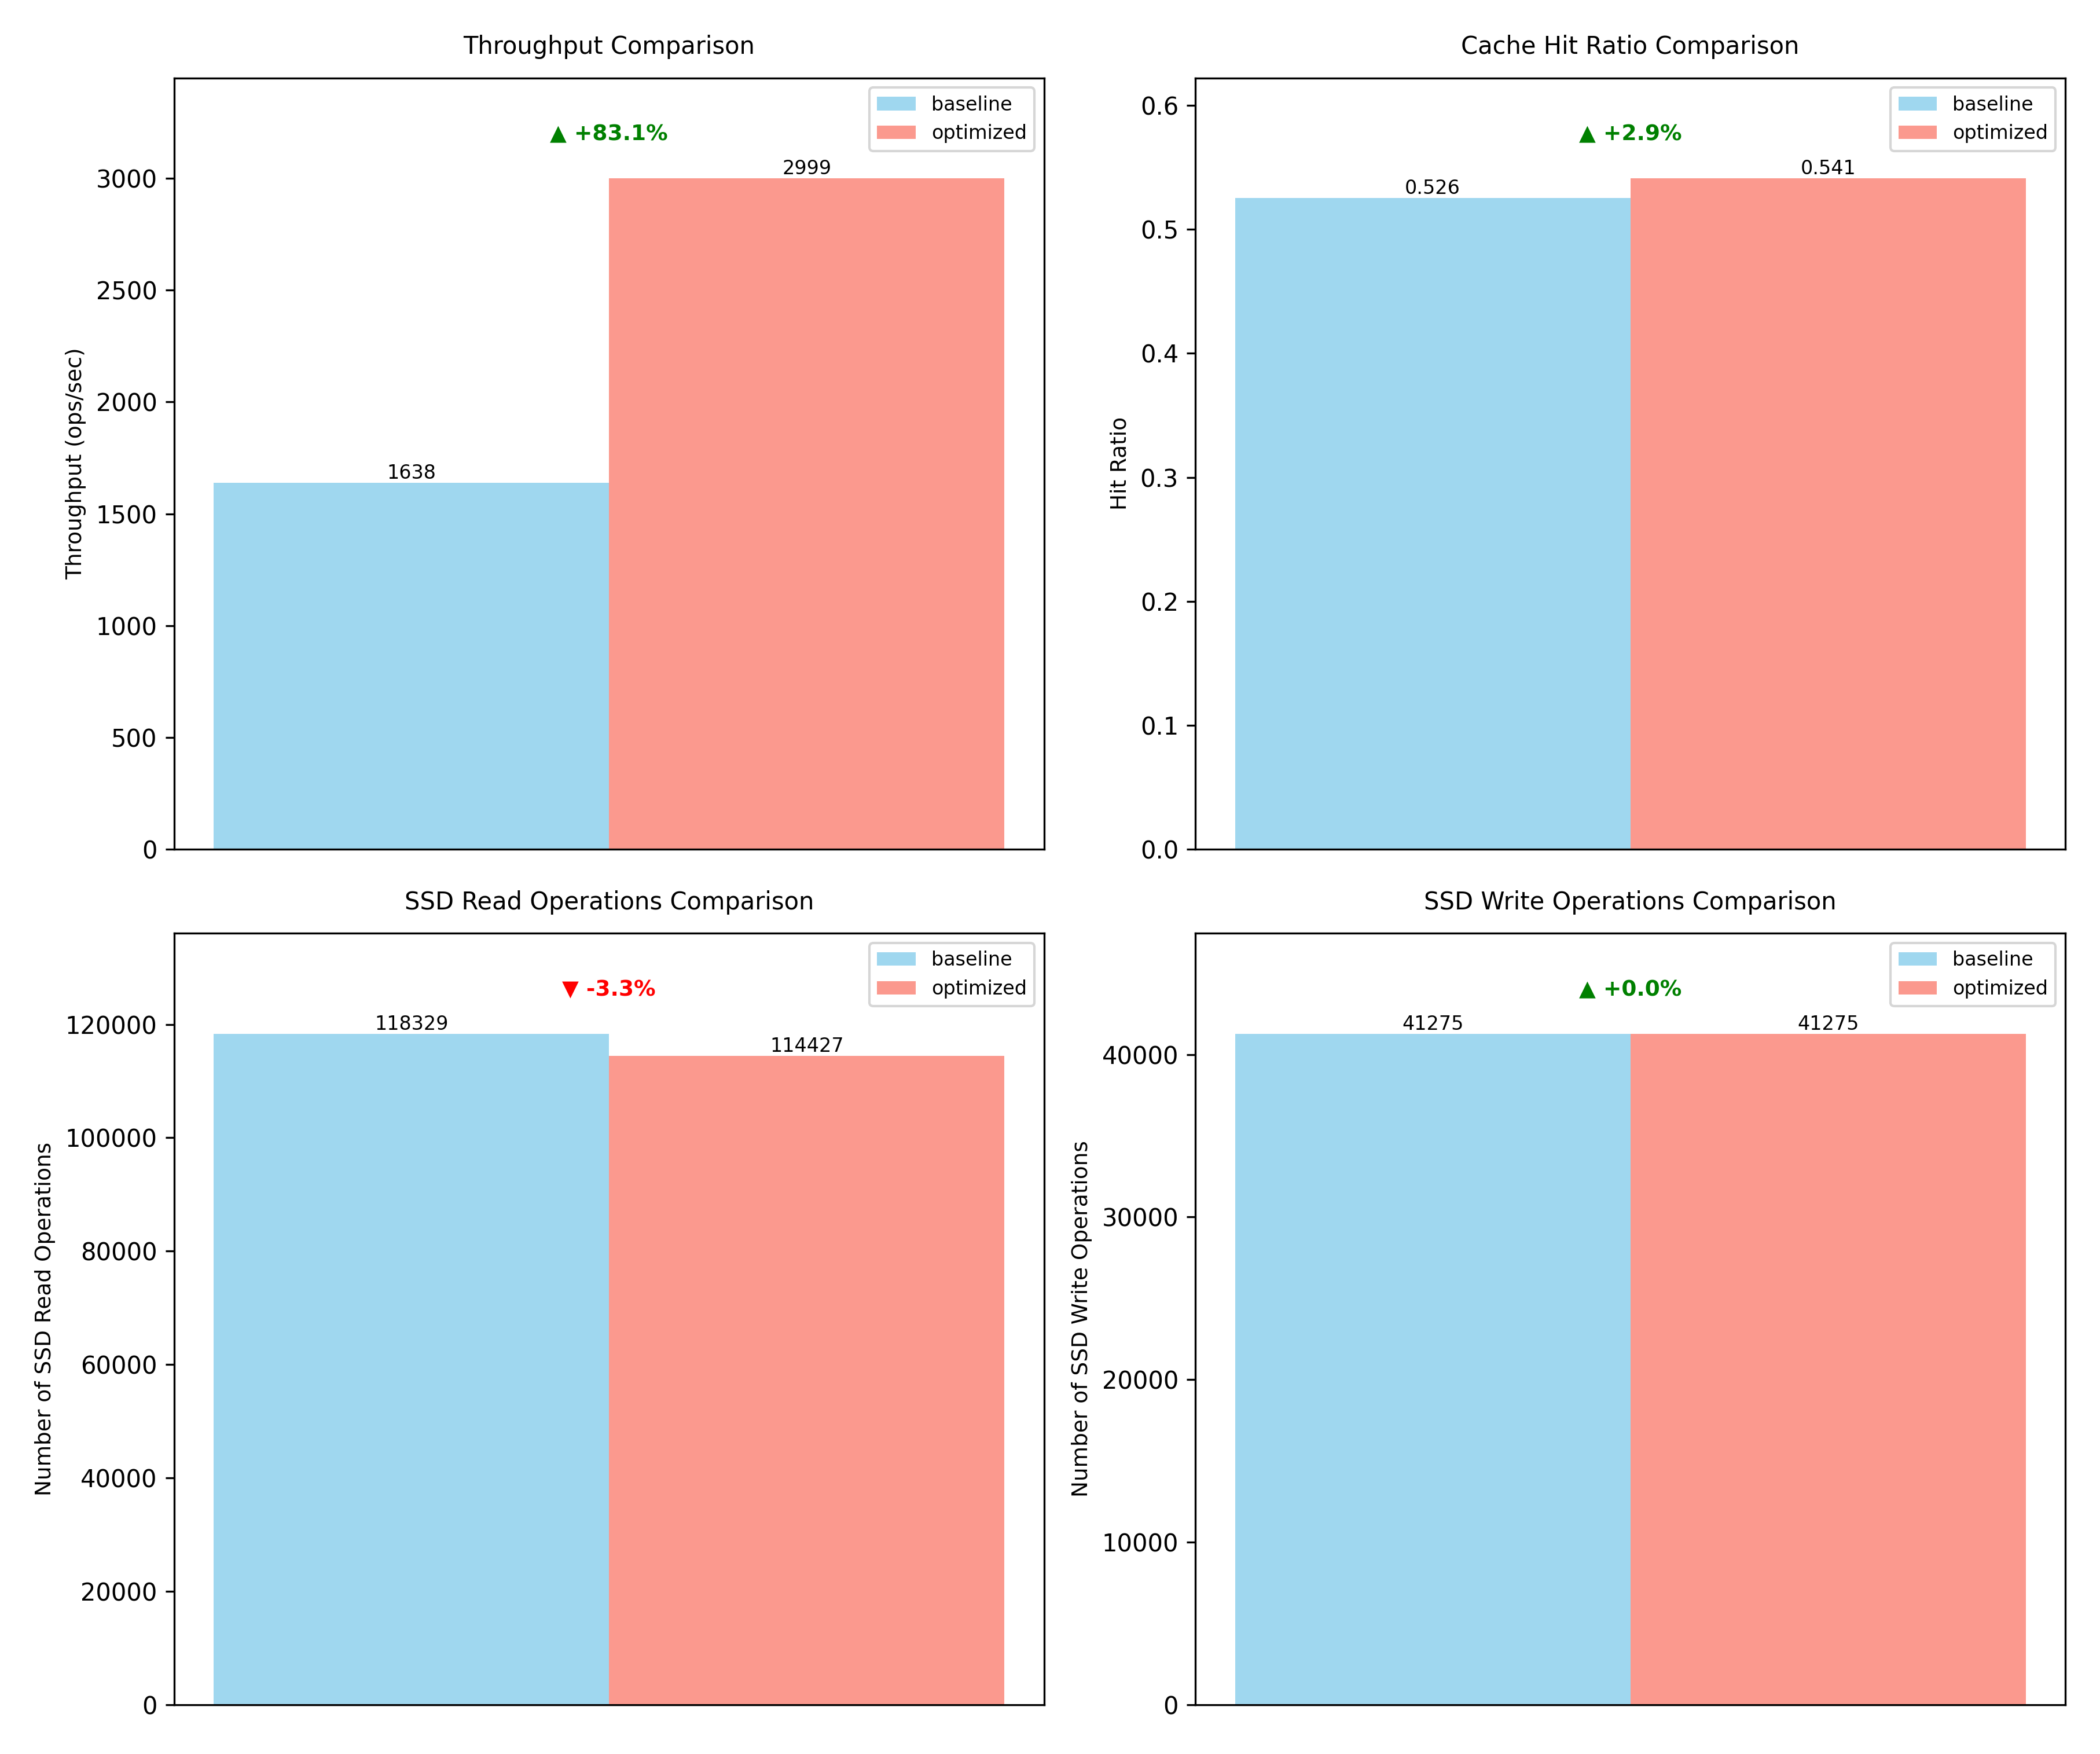 Throughput Comparison
▲ +83.1%
baseline
optimized
2999
1638
3000
2500
2000
1500
1000
500
0
Throughput (ops/sec)
Cache Hit Ratio Comparison
▲ +2.9%
baseline
optimized
0.541
0.526
0.6
0.5
0.4
0.3
0.2
0.1
0.0
Hit Ratio
SSD Read Operations Comparison
▼ -3.3%
baseline
optimized
118329
114427
120000
100000
80000
60000
40000
20000
0
Number of SSD Read Operations
SSD Write Operations Comparison
▲ +0.0%
baseline
optimized
41275
41275
40000
30000
20000
10000
0
Number of SSD Write Operations